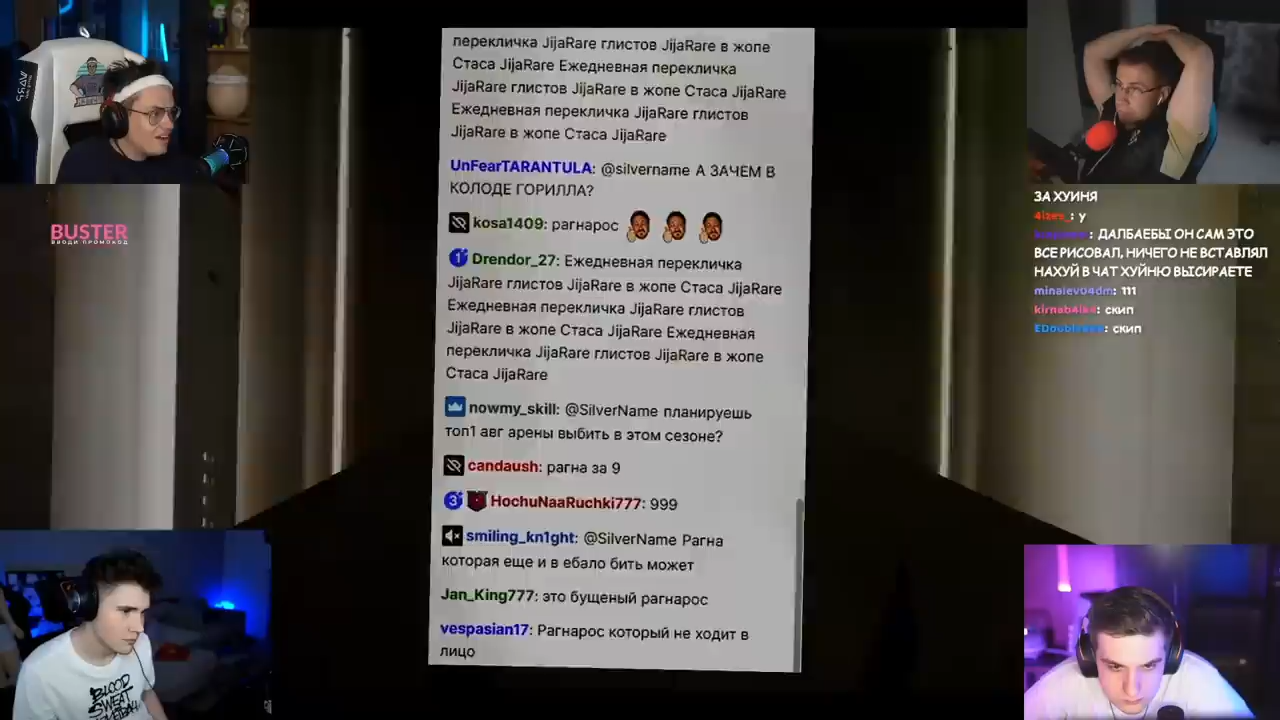 перекличка JijaRare глистов JijaRare в жопе
Стаса JijaRare Ежедневная перекличка
JijaRare глистов JijaRare в жопе Стаса JijaRare
Ежедневная перекличка JijaRare глистов
JijaRare в жопе Стаса JijaRare
UnFearTARANTULA: @silvername А ЗАЧЕМ В
КОЛОДЕ ГОРИЛЛА?
kosa1409: рагнарос
Drendor_27: Ежедневная перекличка
JijaRare глистов JijaRare в жопе Стаса JijaRare
Ежедневная перекличка JijaRare глистов
JijaRare в жопе Стаса JijaRare Ежедневная
перекличка JijaRare глистов JijaRare в жопе
Стаса JijaRare
nowmy_skill: @SilverName планируешь
топ1 авг арены выбить в этом сезоне?
candaush: рагна за 9
HochuNaaRuchki777: 999
smiling_kn1ght: @SilverName Рагна
которая еще и в ебало бить может
Jan_King777: это бущеный рагнарос
vespasian17: Рагнарос который не ходит в
лицо
BUSTER
ВВОДИ ПРОМОКОД
ЗА ХУИНЯ
: у
: ДАЛБАЕБЫ ОН САМ ЭТО
ВСЕ РИСОВАЛ, НИЧЕГО НЕ ВСТАВЛЯЛ
НАХУЙ В ЧАТ ХУЙНЮ ВЫСИРАЕТЕ
minaiev04dm: 111
: скип
: скип
BLOOD
SWEAT